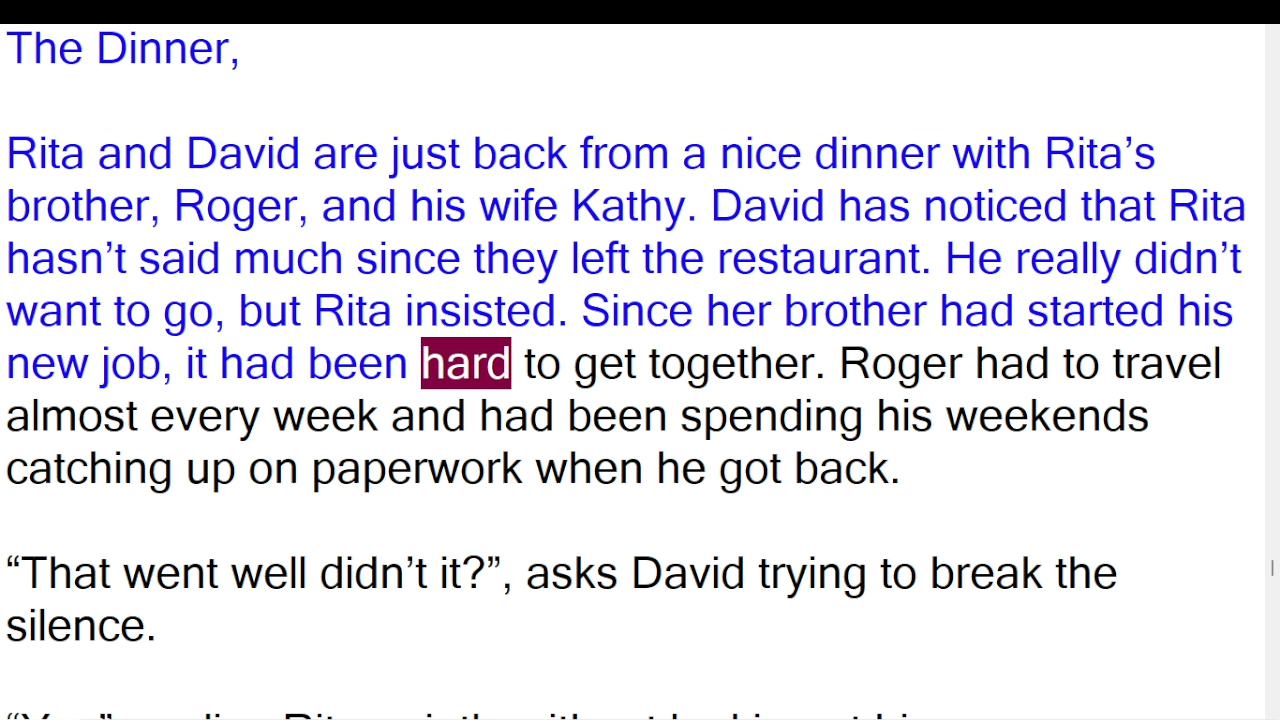 The Dinner,
Rita and David are just back from a nice dinner with Rita’s
brother, Roger, and his wife Kathy. David has noticed that Rita
hasn’t said much since they left the restaurant. He really didn’t
want to go, but Rita insisted. Since her brother had started his
new job, it had been hard to get together. Roger had to travel
almost every week and had been spending his weekends
catching up on paperwork when he got back.
“That went well didn’t it?”, asks David trying to break the
silence.